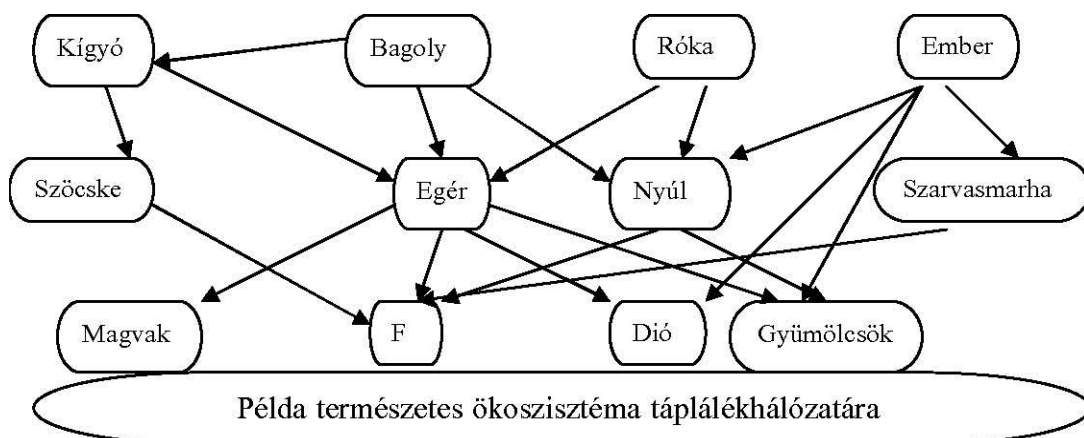 Kígyó Bagoly Róka Ember
Szöcske Egér Nyúl Szarvasmarha
Magvak F Dió Gyümölcsök
Példa természetes ökoszisztéma táplálékhálózatára